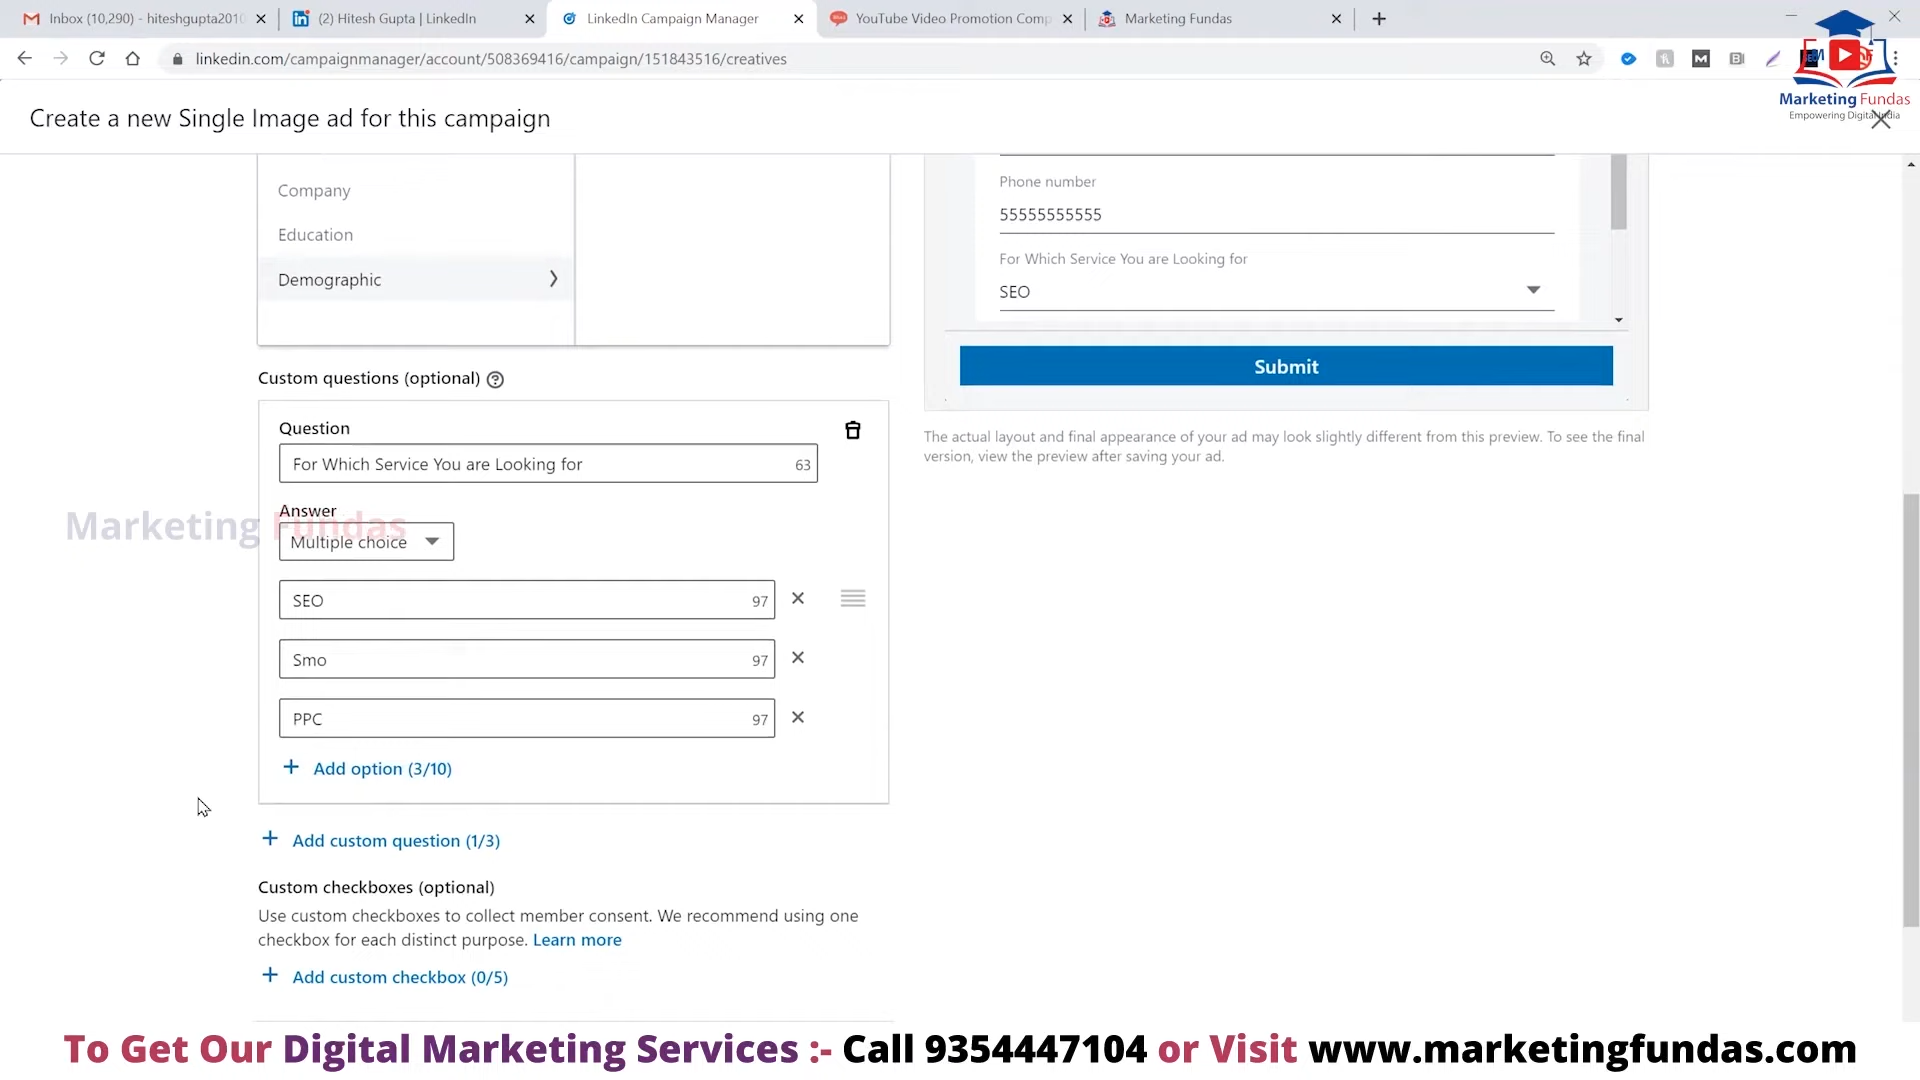 Inbox (10,290) - hiteshgupta2010
(2) Hitesh Gupta | LinkedIn
LinkedIn Campaign Manager
YouTube Video Promotion Comp
Marketing Fundas
linkedin.com/campaignmanager/account/508369416/campaign/151843516/creatives
Marketing Fundas
Empowering Digital India
Create a new Single Image ad for this campaign
Company
Education
Demographic
Phone number
55555555555
For Which Service You are Looking for
SEO
Submit
The actual layout and final appearance of your ad may look slightly different from this preview. To see the final
version, view the preview after saving your ad.
Custom questions (optional)
Question
For Which Service You are Looking for 63
Answer
Marketing Fundas
Multiple choice
SEO 97
Smo 97
PPC 97
Add option (3/10)
Add custom question (1/3)
Custom checkboxes (optional)
Use custom checkboxes to collect member consent. We recommend using one
checkbox for each distinct purpose. Learn more
Add custom checkbox (0/5)
To Get Our Digital Marketing Services :- Call 9354447104 or Visit www.marketingfundas.com